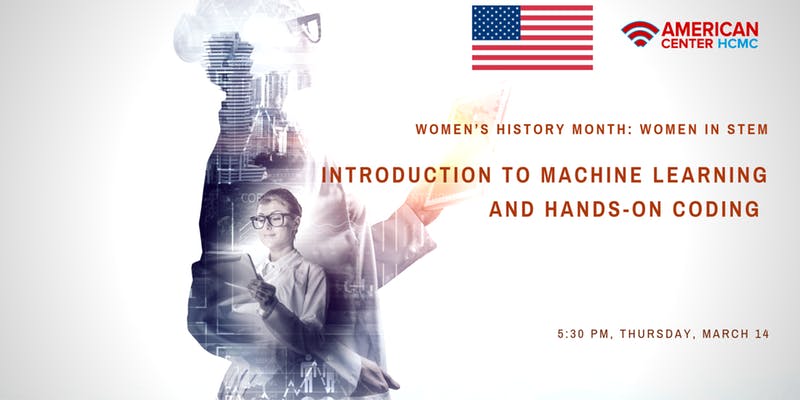 AMERICAN
CENTER HCMC
WOMEN'S HISTORY MONTH: WOMEN IN STEM
INTRODUCTION TO MACHINE LEARNING
AND HANDS-ON CODING
5:30 PM, THURSDAY, MARCH 14